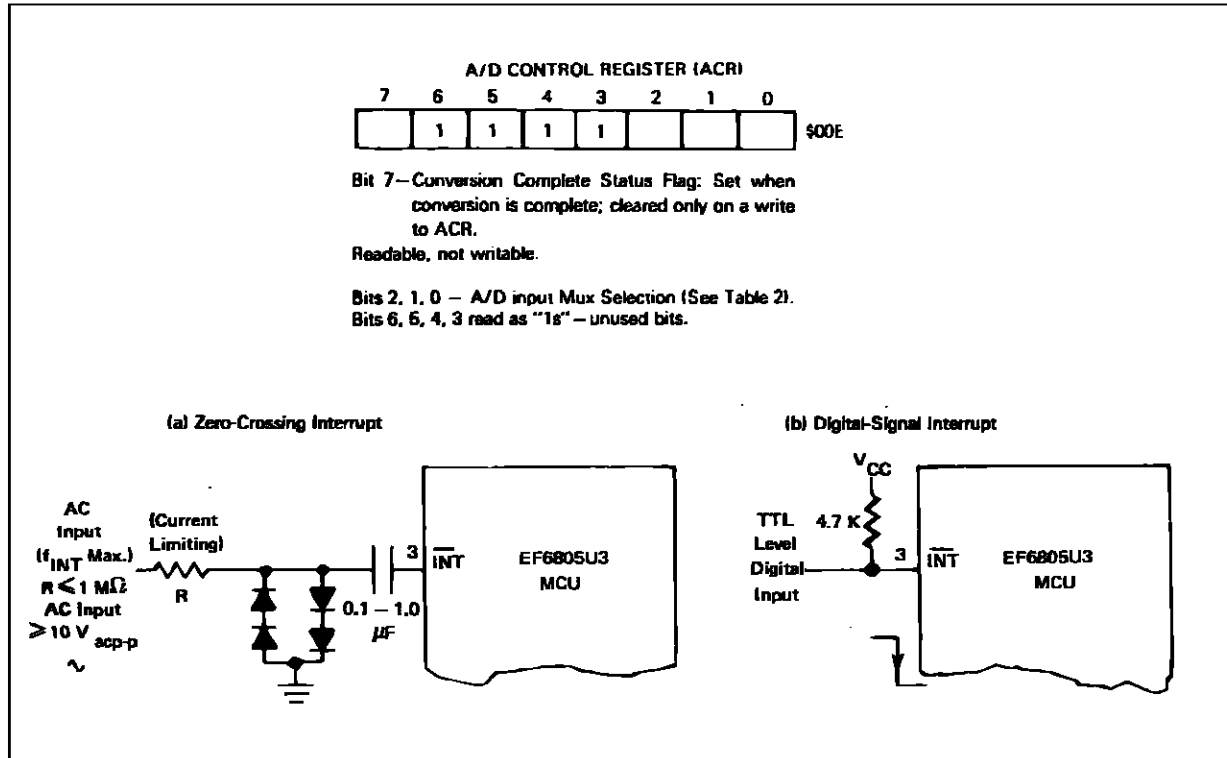 A/D CONTROL REGISTER (ACR)
7 6 5 4 3 2 1 0
1 1 1 1 $00E
Bit 7—Conversion Complete Status Flag: Set when
conversion is complete; cleared only on a write
to ACR.
Readable, not writable.
Bits 2, 1, 0 — A/D input Mux Selection (See Table 2).
Bits 6, 5, 4, 3 read as "1s" — unused bits.
(a) Zero-Crossing Interrupt
AC
Input
(fINT Max.)
R ⩽ 1 MΩ
AC Input
⩾ 10 V acp-p
∿
(Current
Limiting)
R
0.1 – 1.0
µF
3
INT
EF6805U3
MCU
(b) Digital-Signal Interrupt
VCC
4.7 K
TTL
Level
Digital
Input
3
INT
EF6805U3
MCU